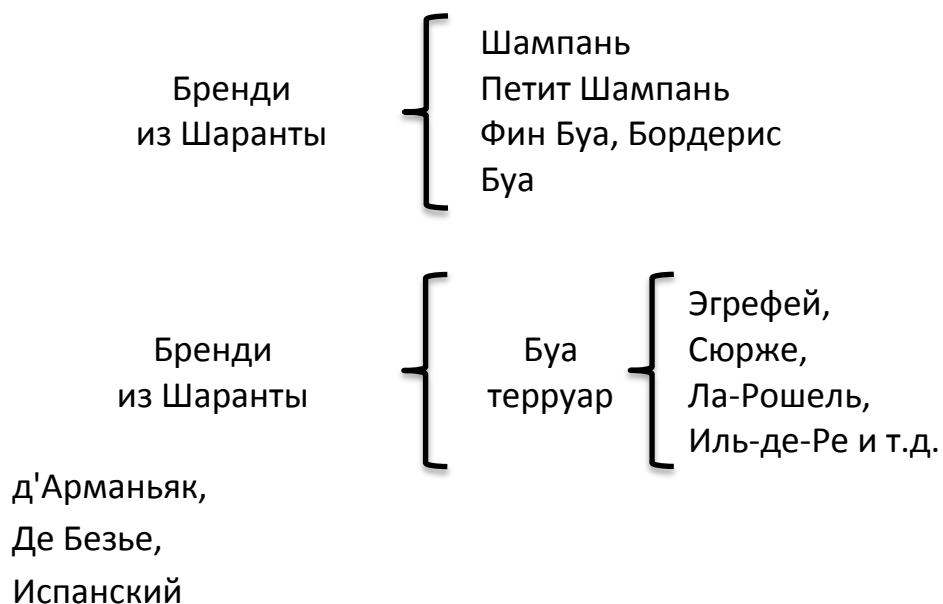 Бренди
из Шаранты
Шампань
Петит Шампань
Фин Буа, Бордерис
Буа
Бренди
из Шаранты
Буа
терруар
Эгрефей,
Сюрже,
Ла-Рошель,
Иль-де-Ре и т.д.
д'Арманьяк,
Де Безье,
Испанский